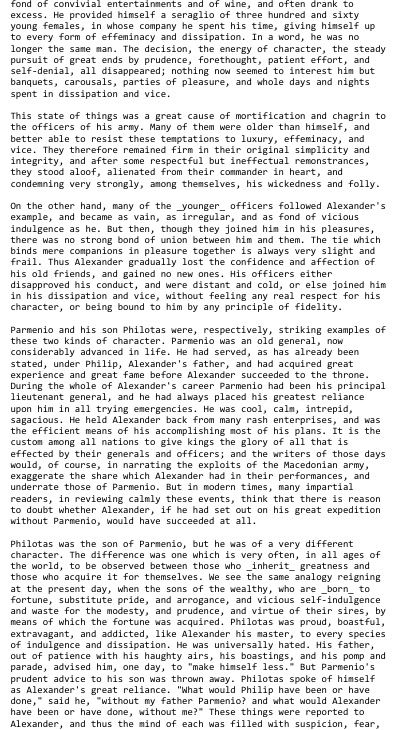 fond of convivial entertainments and of wine, and often drank to
excess. He provided himself a seraglio of three hundred and sixty
young females, in whose company he spent his time, giving himself up
to every form of effeminacy and dissipation. In a word, he was no
longer the same man. The decision, the energy of character, the steady
pursuit of great ends by prudence, forethought, patient effort, and
self-denial, all disappeared; nothing now seemed to interest him but
banquets, carousals, parties of pleasure, and whole days and nights
spent in dissipation and vice.

This state of things was a great cause of mortification and chagrin to
the officers of his army. Many of them were older than himself, and
better able to resist these temptations to luxury, effeminacy, and
vice. They therefore remained firm in their original simplicity and
integrity, and after some respectful but ineffectual remonstrances,
they stood aloof, alienated from their commander in heart, and
condemning very strongly, among themselves, his wickedness and folly.

On the other hand, many of the _younger_ officers followed Alexander's
example, and became as vain, as irregular, and as fond of vicious
indulgence as he. But then, though they joined him in his pleasures,
there was no strong bond of union between him and them. The tie which
binds mere companions in pleasure together is always very slight and
frail. Thus Alexander gradually lost the confidence and affection of
his old friends, and gained no new ones. His officers either
disapproved his conduct, and were distant and cold, or else joined him
in his dissipation and vice, without feeling any real respect for his
character, or being bound to him by any principle of fidelity.

Parmenio and his son Philotas were, respectively, striking examples of
these two kinds of character. Parmenio was an old general, now
considerably advanced in life. He had served, as has already been
stated, under Philip, Alexander's father, and had acquired great
experience and great fame before Alexander succeeded to the throne.
During the whole of Alexander's career Parmenio had been his principal
lieutenant general, and he had always placed his greatest reliance
upon him in all trying emergencies. He was cool, calm, intrepid,
sagacious. He held Alexander back from many rash enterprises, and was
the efficient means of his accomplishing most of his plans. It is the
custom among all nations to give kings the glory of all that is
effected by their generals and officers; and the writers of those days
would, of course, in narrating the exploits of the Macedonian army,
exaggerate the share which Alexander had in their performances, and
underrate those of Parmenio. But in modern times, many impartial
readers, in reviewing calmly these events, think that there is reason
to doubt whether Alexander, if he had set out on his great expedition
without Parmenio, would have succeeded at all.

Philotas was the son of Parmenio, but he was of a very different
character. The difference was one which is very often, in all ages of
the world, to be observed between those who _inherit_ greatness and
those who acquire it for themselves. We see the same analogy reigning
at the present day, when the sons of the wealthy, who are _born_ to
fortune, substitute pride, and arrogance, and vicious self-indulgence
and waste for the modesty, and prudence, and virtue of their sires, by
means of which the fortune was acquired. Philotas was proud, boastful,
extravagant, and addicted, like Alexander his master, to every species
of indulgence and dissipation. He was universally hated. His father,
out of patience with his haughty airs, his boastings, and his pomp and
parade, advised him, one day, to "make himself less." But Parmenio's
prudent advice to his son was thrown away. Philotas spoke of himself
as Alexander's great reliance. "What would Philip have been or have
done," said he, "without my father Parmenio? and what would Alexander
have been or have done, without me?" These things were reported to
Alexander, and thus the mind of each was filled with suspicion, fear,